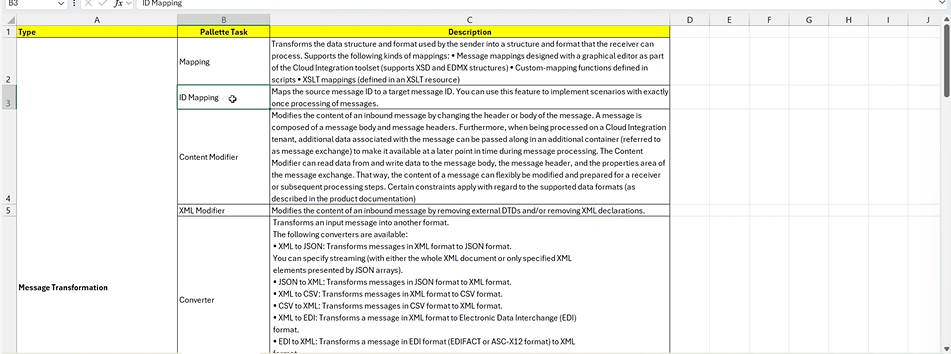 B3 fx ID Mapping
A B C D E F G H I J
1 Type Pallette Task Description
Transforms the data structure and format used by the sender into a structure and format that the receiver can
process. Supports the following kinds of mappings: • Message mappings designed with a graphical editor as part
Mapping
of the Cloud Integration toolset (supports XSD and EDMX structures) • Custom-mapping functions defined in
2 scripts • XSLT mappings (defined in an XSLT resource)
Maps the source message ID to a target message ID. You can use this feature to implement scenarios with exactly
ID Mapping
3 once processing of messages.
Modifies the content of an inbound message by changing the header or body of the message. A message is
composed of a message body and message headers. Furthermore, when being processed on a Cloud Integration
tenant, additional data associated with the message can be passed along in an additional container (referred to
as message exchange) to make it available at a later point in time during message processing. The Content
Content Modifier
Modifier can read data from and write data to the message body, the message header, and the properties area of
the message exchange. That way, the content of a message can flexibly be modified and prepared for a receiver
or subsequent processing steps. Certain constraints apply with regard to the supported data formats (as
4 described in the product documentation)
5 XML Modifier Modifies the content of an inbound message by removing external DTDs and/or removing XML declarations.
Transforms an input message into another format.
The following converters are available:
• XML to JSON: Transforms messages in XML format to JSON format.
You can specify streaming (with either the whole XML document or only specified XML
elements presented by JSON arrays).
• JSON to XML: Transforms messages in JSON format to XML format.
Message Transformation
• XML to CSV: Transforms messages in XML format to CSV format.
Converter
• CSV to XML: Transforms messages in CSV format to XML format.
• XML to EDI: Transforms a message in XML format to Electronic Data Interchange (EDI)
format.
• EDI to XML: Transforms a message in EDI format (EDIFACT or ASC-X12 format) to XML
format.